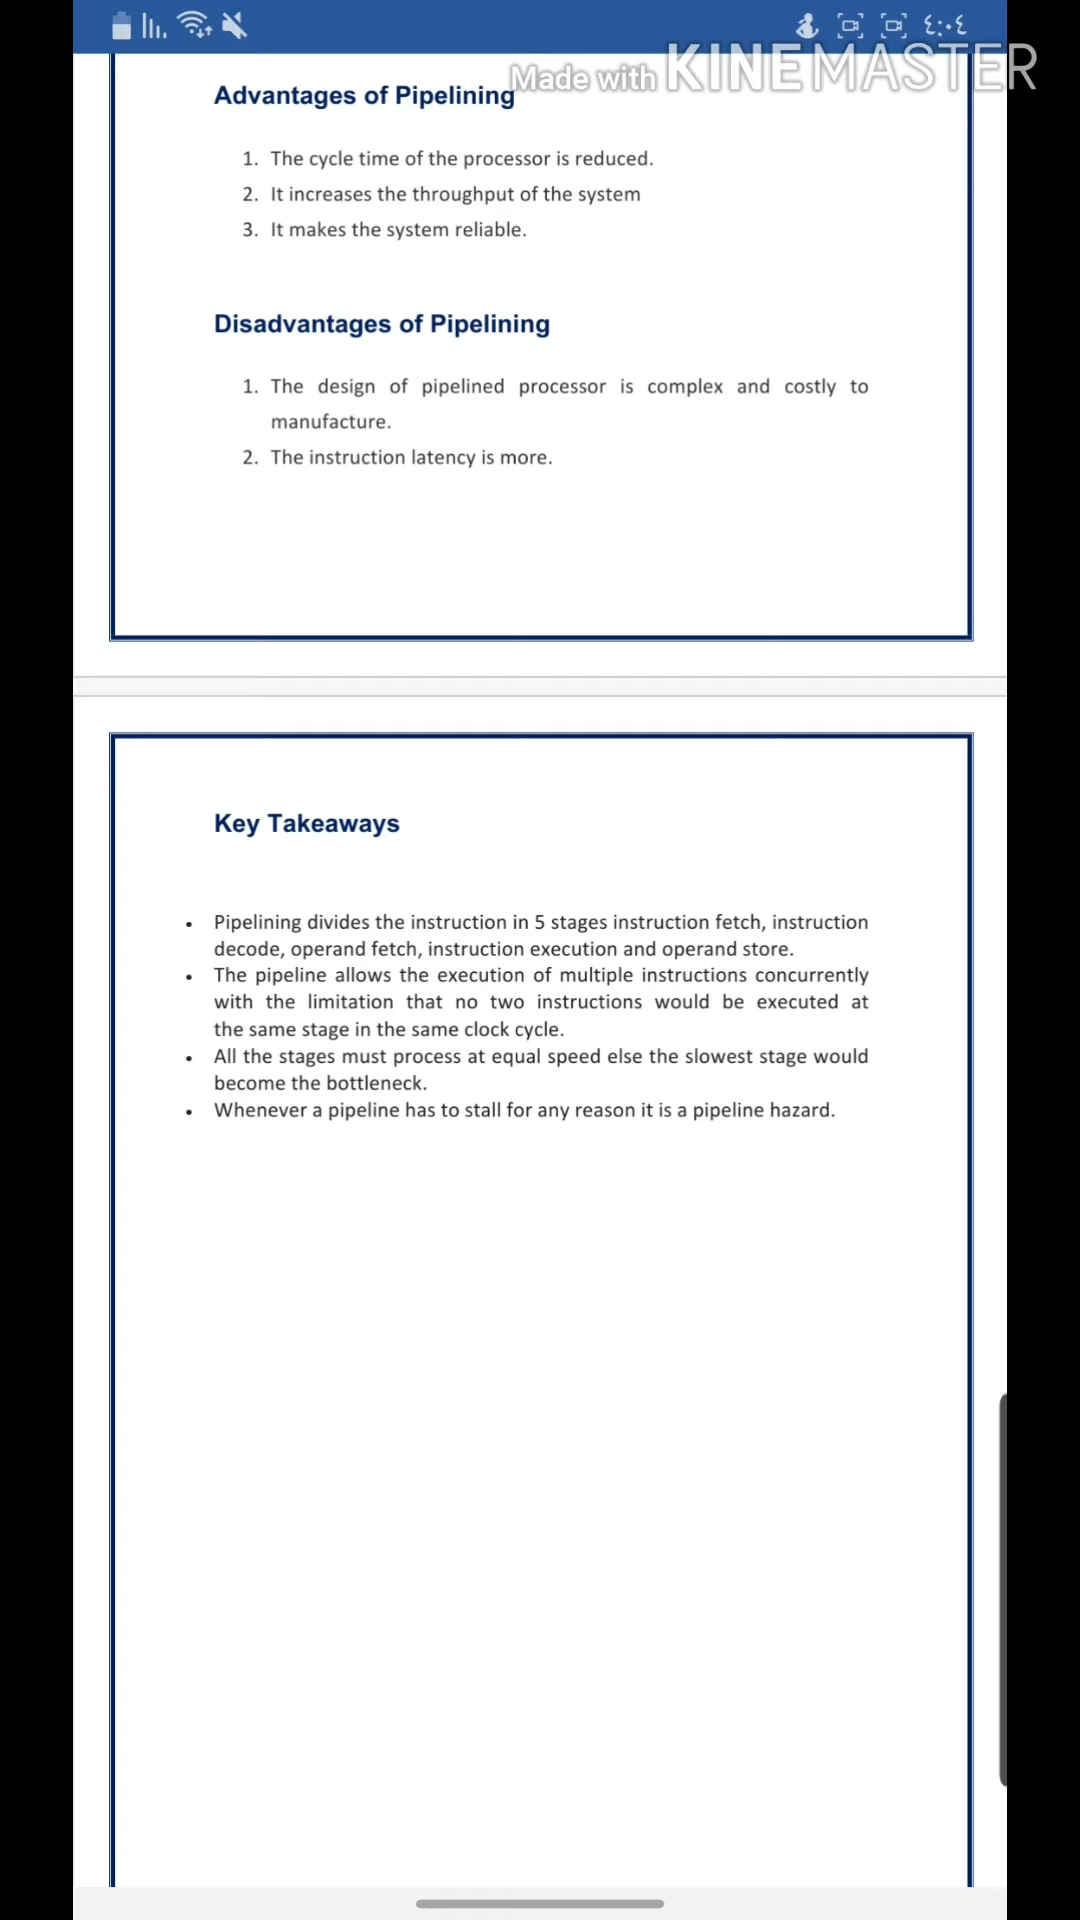 ٤:٠٤
Made with KINEMASTER
Advantages of Pipelining
1. The cycle time of the processor is reduced.
2. It increases the throughput of the system
3. It makes the system reliable.
Disadvantages of Pipelining
1. The design of pipelined processor is complex and costly to
manufacture.
2. The instruction latency is more.
Key Takeaways
• Pipelining divides the instruction in 5 stages instruction fetch, instruction
decode, operand fetch, instruction execution and operand store.
• The pipeline allows the execution of multiple instructions concurrently
with the limitation that no two instructions would be executed at
the same stage in the same clock cycle.
• All the stages must process at equal speed else the slowest stage would
become the bottleneck.
• Whenever a pipeline has to stall for any reason it is a pipeline hazard.